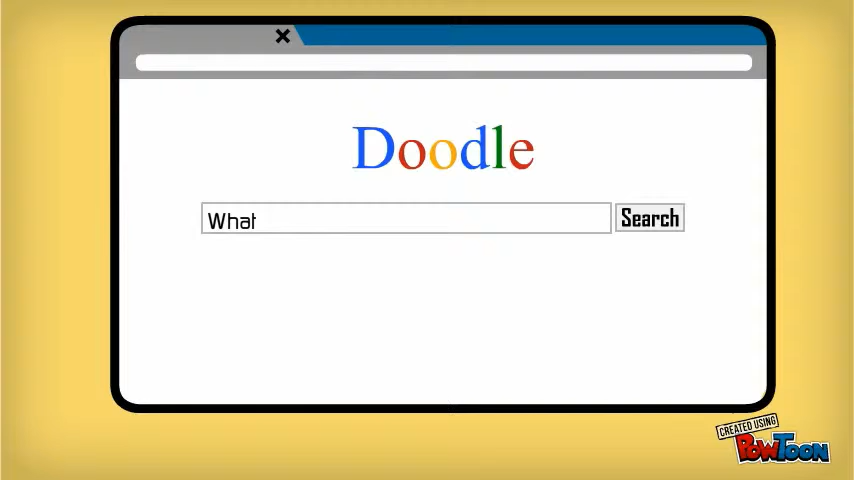 Doodle
What
Search
CREATED USING
POWTOON